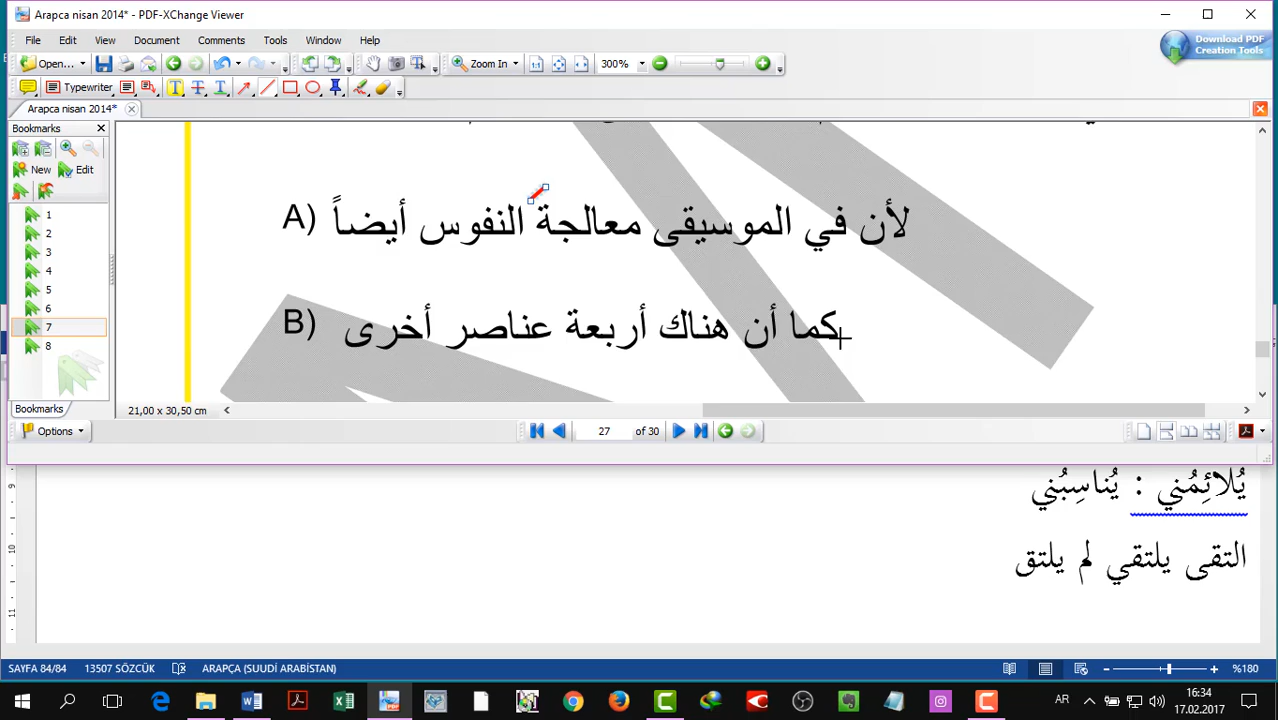 Arapca nisan 2014* - PDF-XChange Viewer
File Edit View Document Comments Tools Window Help
Download PDF
Creation Tools
Open... Zoom In 300%
Typewriter
Arapca nisan 2014*
Bookmarks
New Edit
1
2
3
4
5
6
7
8
A) لأن في الموسيقى معالجة النفوس أيضاً
B) كما أن هناك أربعة عناصر أخرى
Bookmarks
21,00 x 30,50 cm
Options 27 of 30
9
10
11
يُلائِمُني : يُناسِبُني
التقى يلتقي لم يلتق
SAYFA 84/84 13507 SÖZCÜK ARAPÇA (SUUDİ ARABİSTAN) %180
AR 16:34
17.02.2017